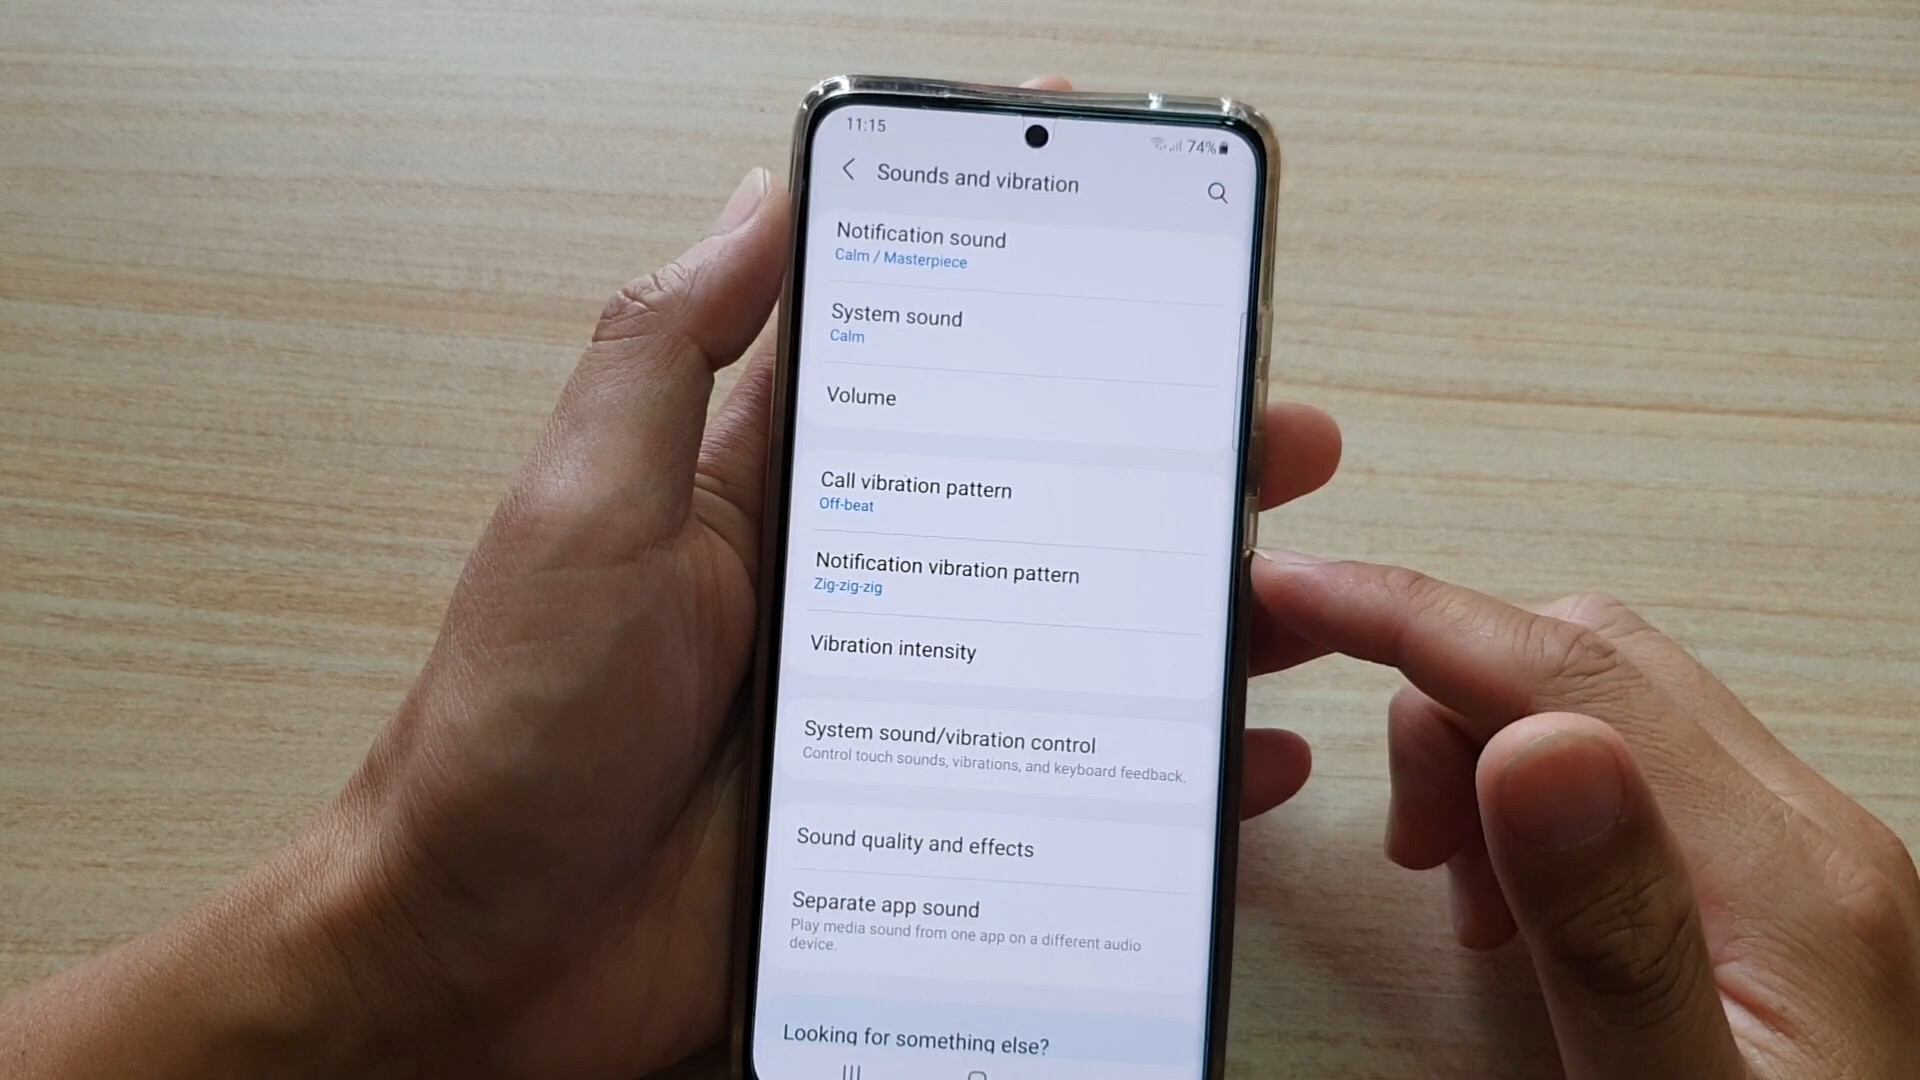 11:15
74%
Sounds and vibration
Notification sound
Calm / Masterpiece
System sound
Calm
Volume
Call vibration pattern
Off-beat
Notification vibration pattern
Zig-zig-zig
Vibration intensity
System sound/vibration control
Control touch sounds, vibrations, and keyboard feedback.
Sound quality and effects
Separate app sound
Play media sound from one app on a different audio
device.
Looking for something else?